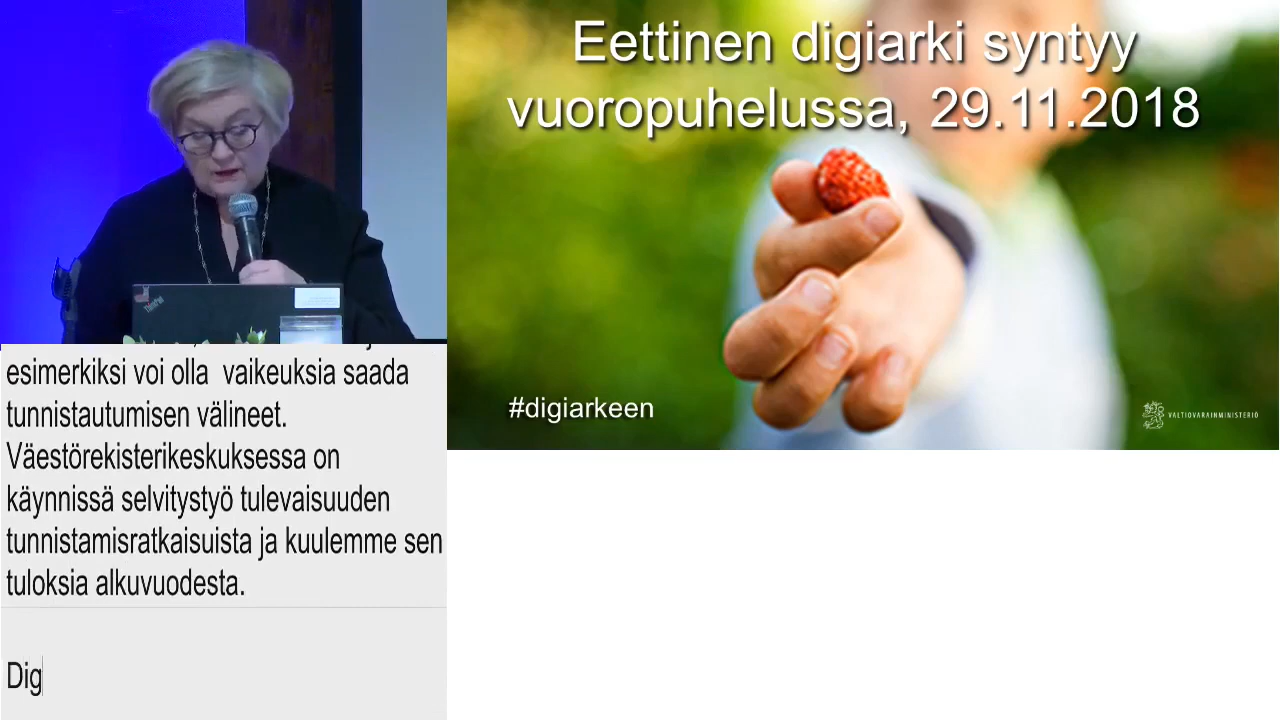 Eettinen digiarki syntyy
vuoropuhelussa, 29.11.2018
#digiarkeen
VALTIOVARAINMINISTERIÖ
ThinkPad
esimerkiksi voi olla  vaikeuksia saada
tunnistautumisen välineet.
Väestörekisterikeskuksessa on
käynnissä selvitystyö tulevaisuuden
tunnistamisratkaisuista ja kuulemme sen
tuloksia alkuvuodesta.
Dig